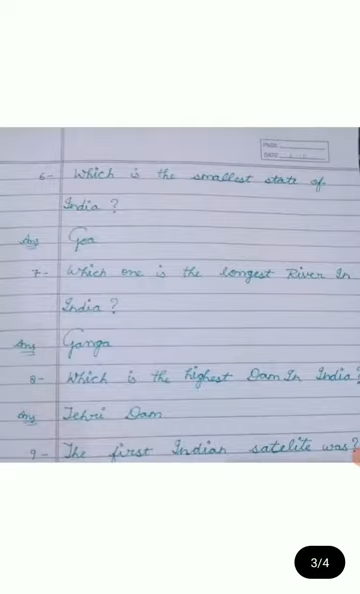 PAGE
DATE
6- Which is the smallest state of
India ?
Ans Goa
7- Which one is the longest River In
India ?
Ans Ganga
8- Which is the highest Dam In India?
Ans Tehri Dam
9- The first Indian satelite was?
3/4